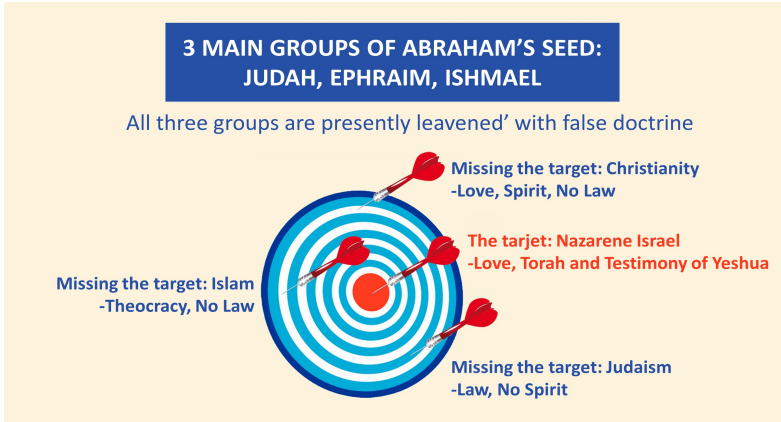 3 MAIN GROUPS OF ABRAHAM’S SEED:
JUDAH, EPHRAIM, ISHMAEL
All three groups are presently leavened’ with false doctrine
Missing the target: Christianity
-Love, Spirit, No Law
The tarjet: Nazarene Israel
-Love, Torah and Testimony of Yeshua
Missing the target: Islam
-Theocracy, No Law
Missing the target: Judaism
-Law, No Spirit